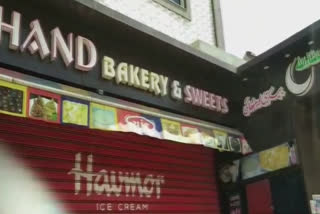 HAND BAKERY & SWEETS
Havmor
ICE CREAM